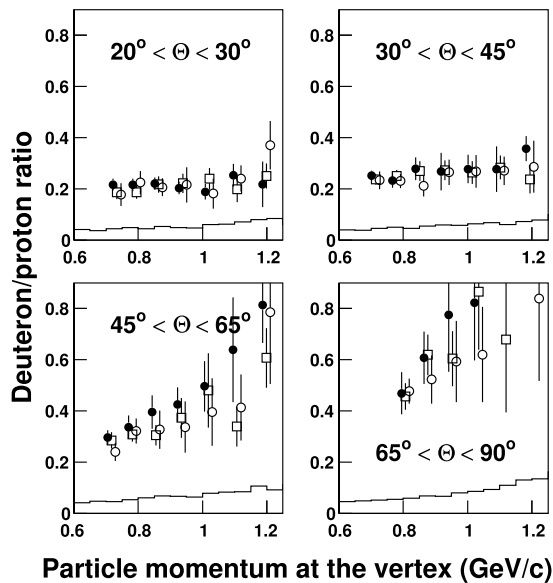 Deuteron/proton ratio
20° < Θ < 30°
0.8
0.6
0.4
0.2
0
0.6 0.8 1 1.2
30° < Θ < 45°
0.8
0.6
0.4
0.2
0
0.6 0.8 1 1.2
45° < Θ < 65°
0.8
0.6
0.4
0.2
0.6 0.8 1 1.2
65° < Θ < 90°
0.8
0.6
0.4
0.2
0
0.6 0.8 1 1.2
Particle momentum at the vertex (GeV/c)